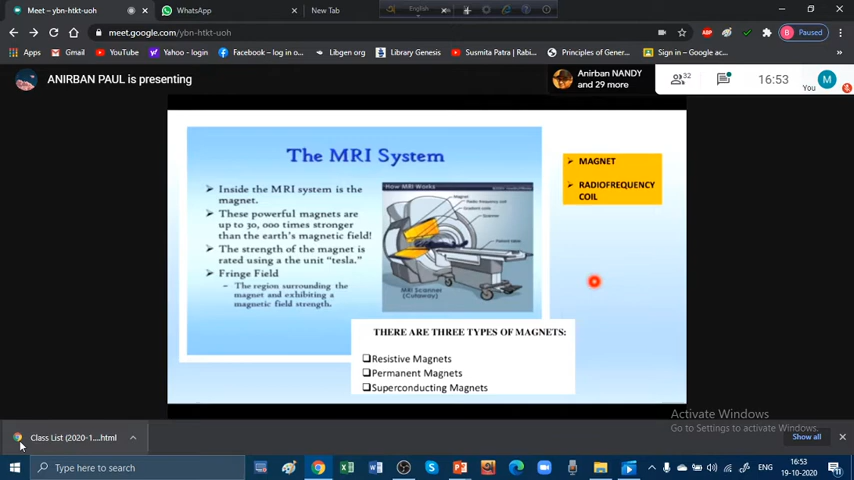 Meet – ybn-htkt-uoh
WhatsApp
New Tab
English
meet.google.com/ybn-htkt-uoh
Paused
Apps
Gmail
YouTube
Yahoo - login
Facebook – log in o...
Libgen org
Library Genesis
Susmita Patra | Rabi...
Principles of Gener...
Sign in – Google ac...
ANIRBAN PAUL is presenting
Anirban NANDY
and 29 more
32
16:53
You
M
The MRI System
Inside the MRI system is the
magnet.
These powerful magnets are
up to 30, 000 times stronger
than the earth's magnetic field!
The strength of the magnet is
rated using a the unit "tesla."
Fringe Field
– The region surrounding the
magnet and exhibiting a
magnetic field strength.
How MRI Works
Magnet
Scanner
MRI Scanner
(Cutaway)
MAGNET
RADIOFREQUENCY
COIL
THERE ARE THREE TYPES OF MAGNETS:
Resistive Magnets
Permanent Magnets
Superconducting Magnets
Activate Windows
Go to Settings to activate Windows.
Class List (2020-1....html
Show all
Type here to search
ENG
16:53
19-10-2020